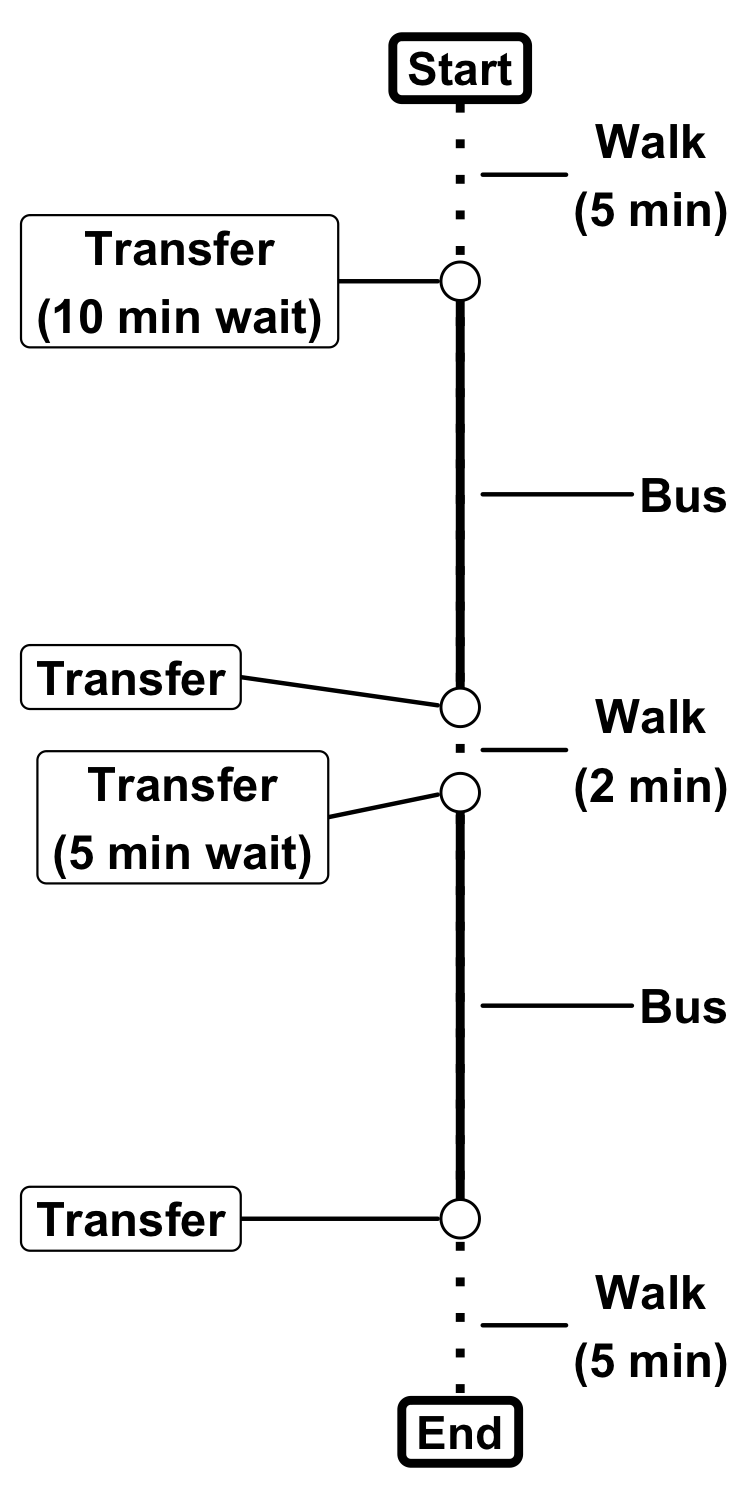 Start
Walk
(5 min)
Transfer
(10 min wait)
Bus
Transfer
Walk
(2 min)
Transfer
(5 min wait)
Bus
Transfer
Walk
(5 min)
End